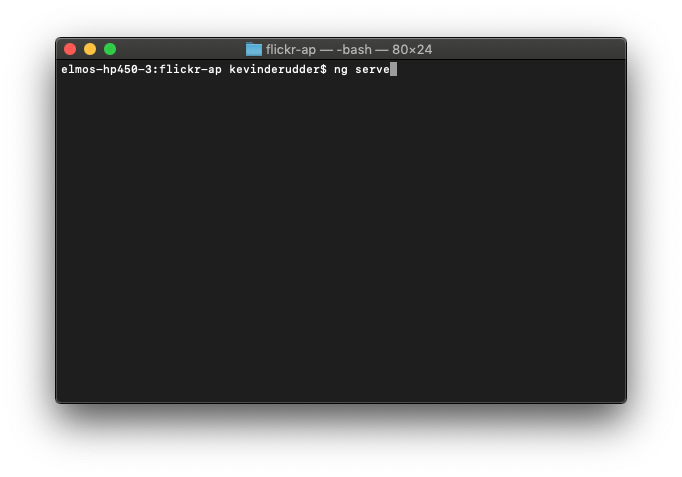 flickr-ap — -bash — 80×24
elmos-hp450-3:flickr-ap kevinderudder$ ng serve